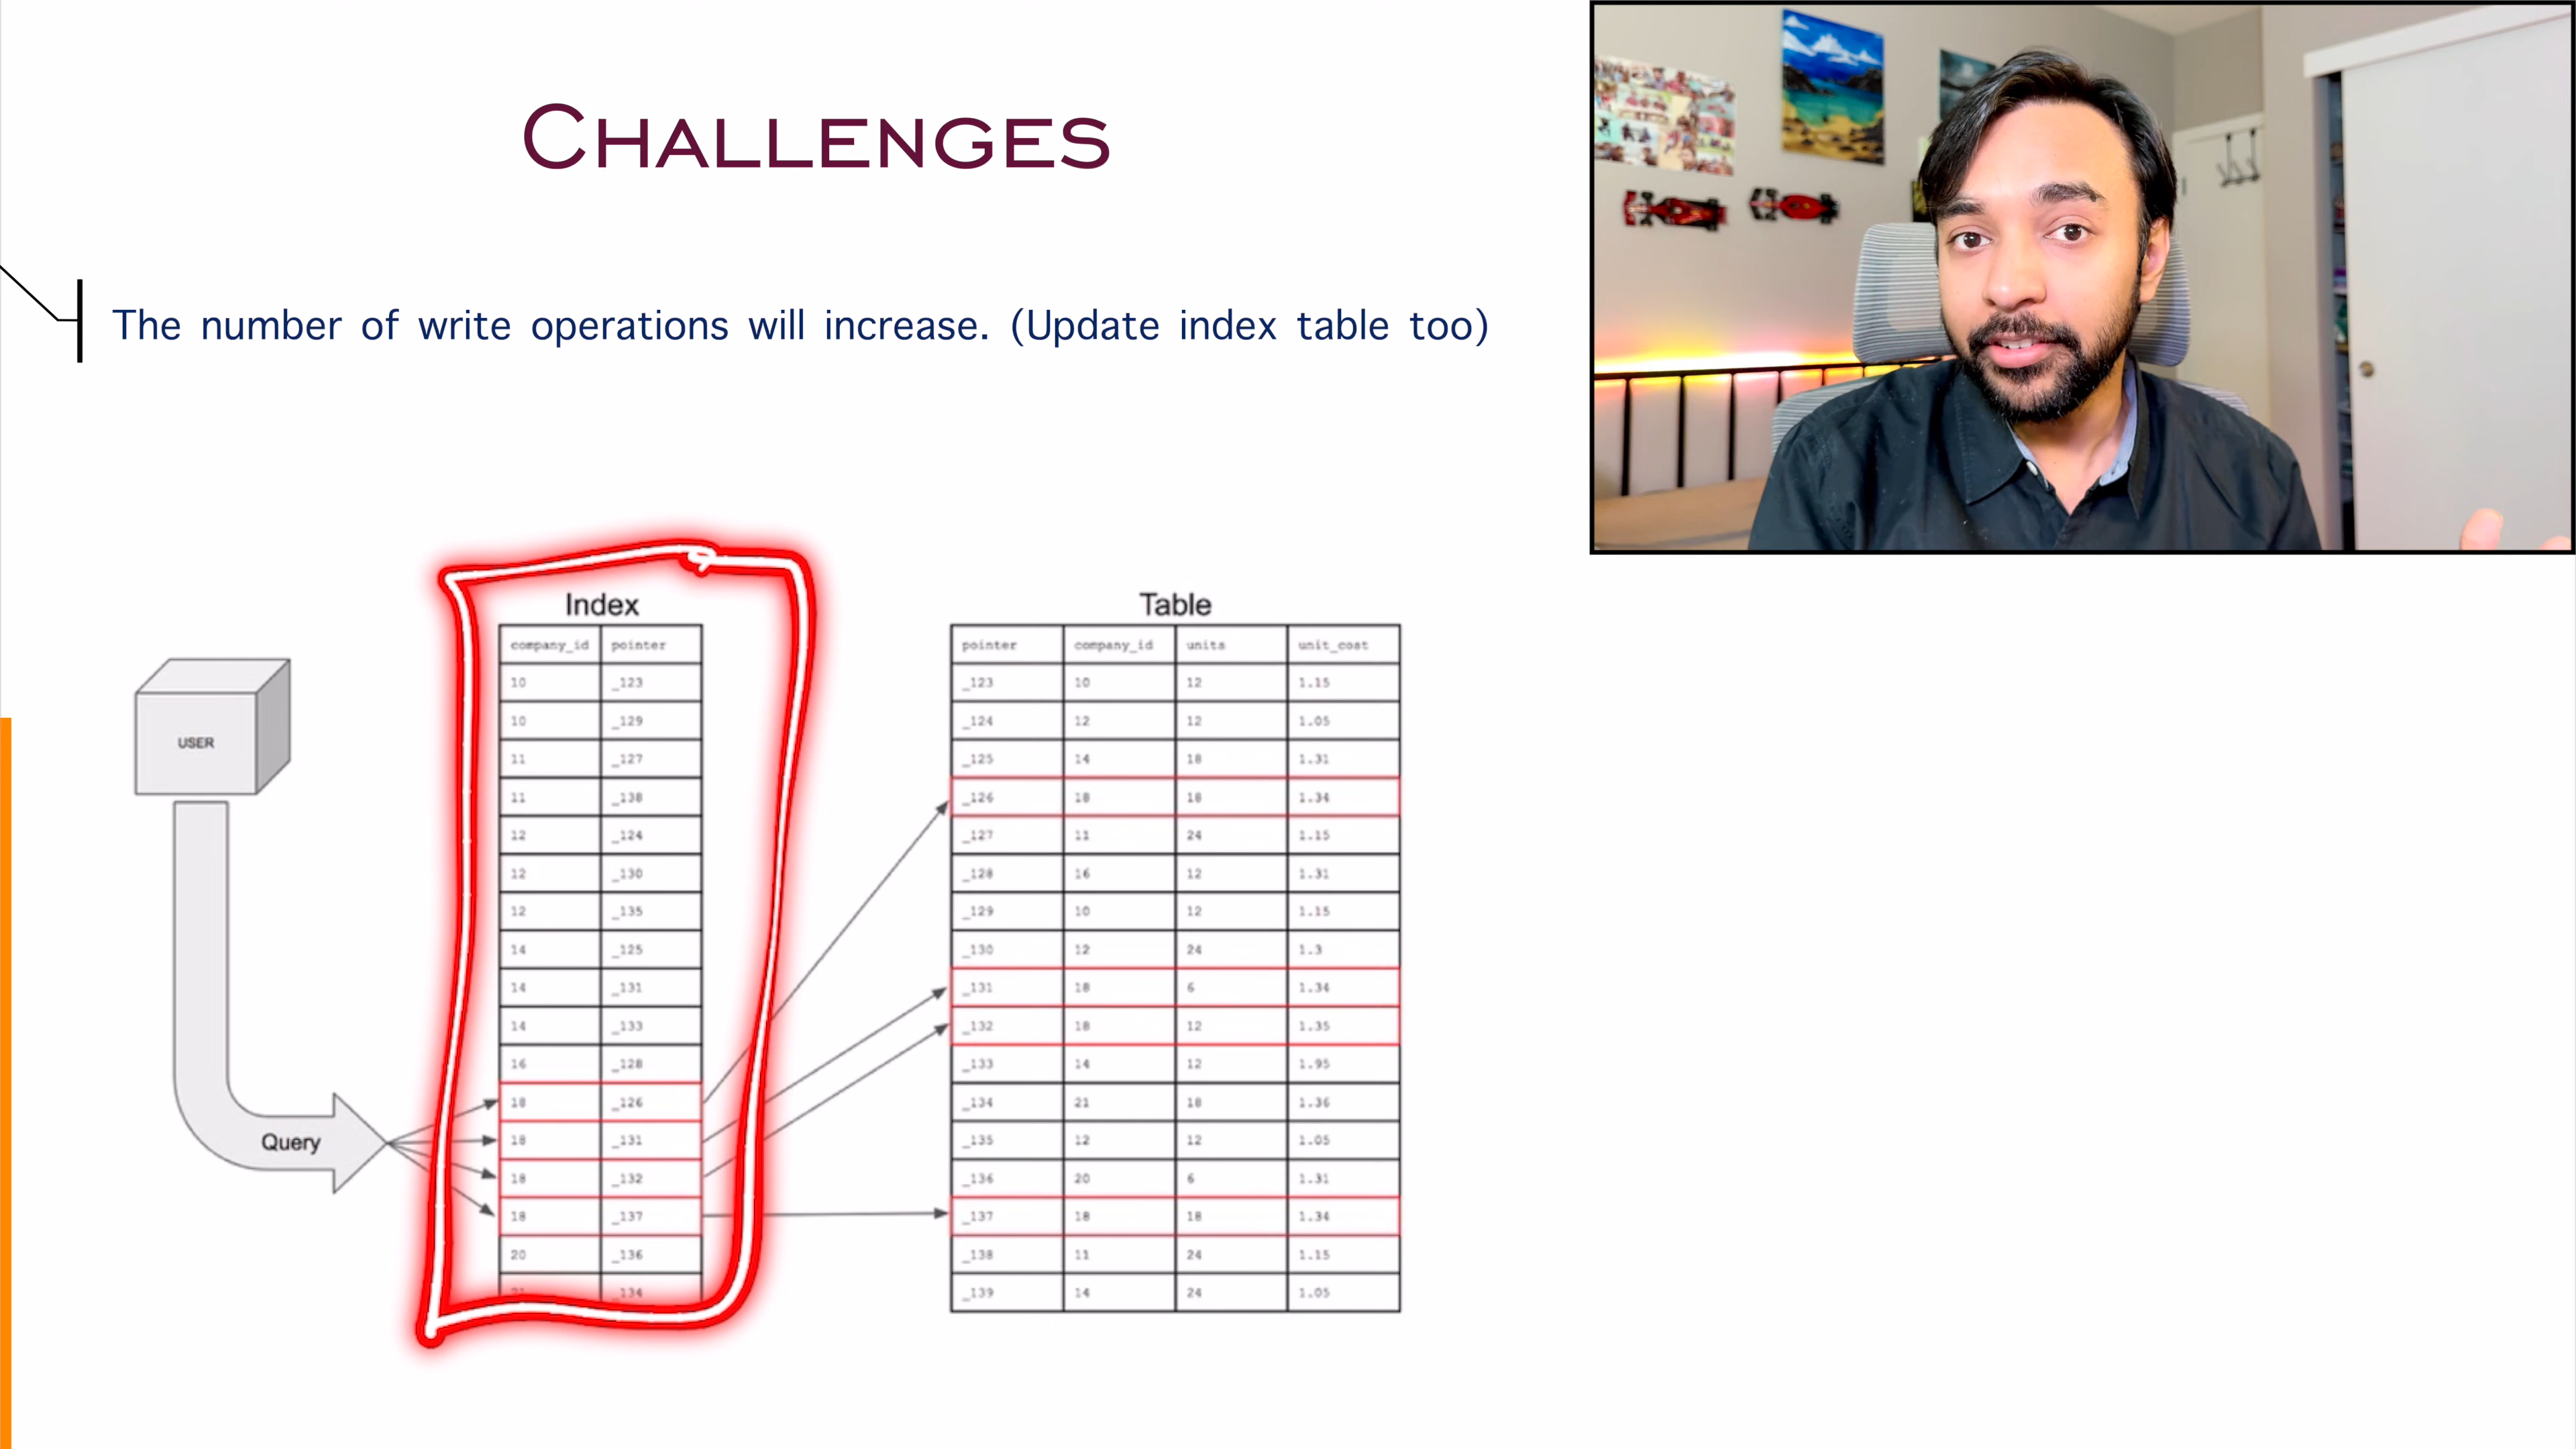 CHALLENGES
The number of write operations will increase. (Update index table too)
Index
company_id pointer
10 _123
10 _129
11 _127
11 _138
12 _124
12 _130
12 _135
14 _125
14 _131
14 _133
16 _128
18 _126
18 _131
18 _132
18 _137
20 _136
21 _134
Table
pointer company_id units unit_cost
_123 10 12 1.15
_124 12 12 1.05
_125 14 18 1.31
_126 18 18 1.34
_127 11 24 1.15
_128 16 12 1.31
_129 10 12 1.15
_130 12 24 1.3
_131 18 6 1.34
_132 18 12 1.35
_133 14 12 1.95
_134 21 18 1.36
_135 12 12 1.05
_136 20 6 1.31
_137 18 18 1.34
_138 11 24 1.15
_139 14 24 1.05
USER
Query